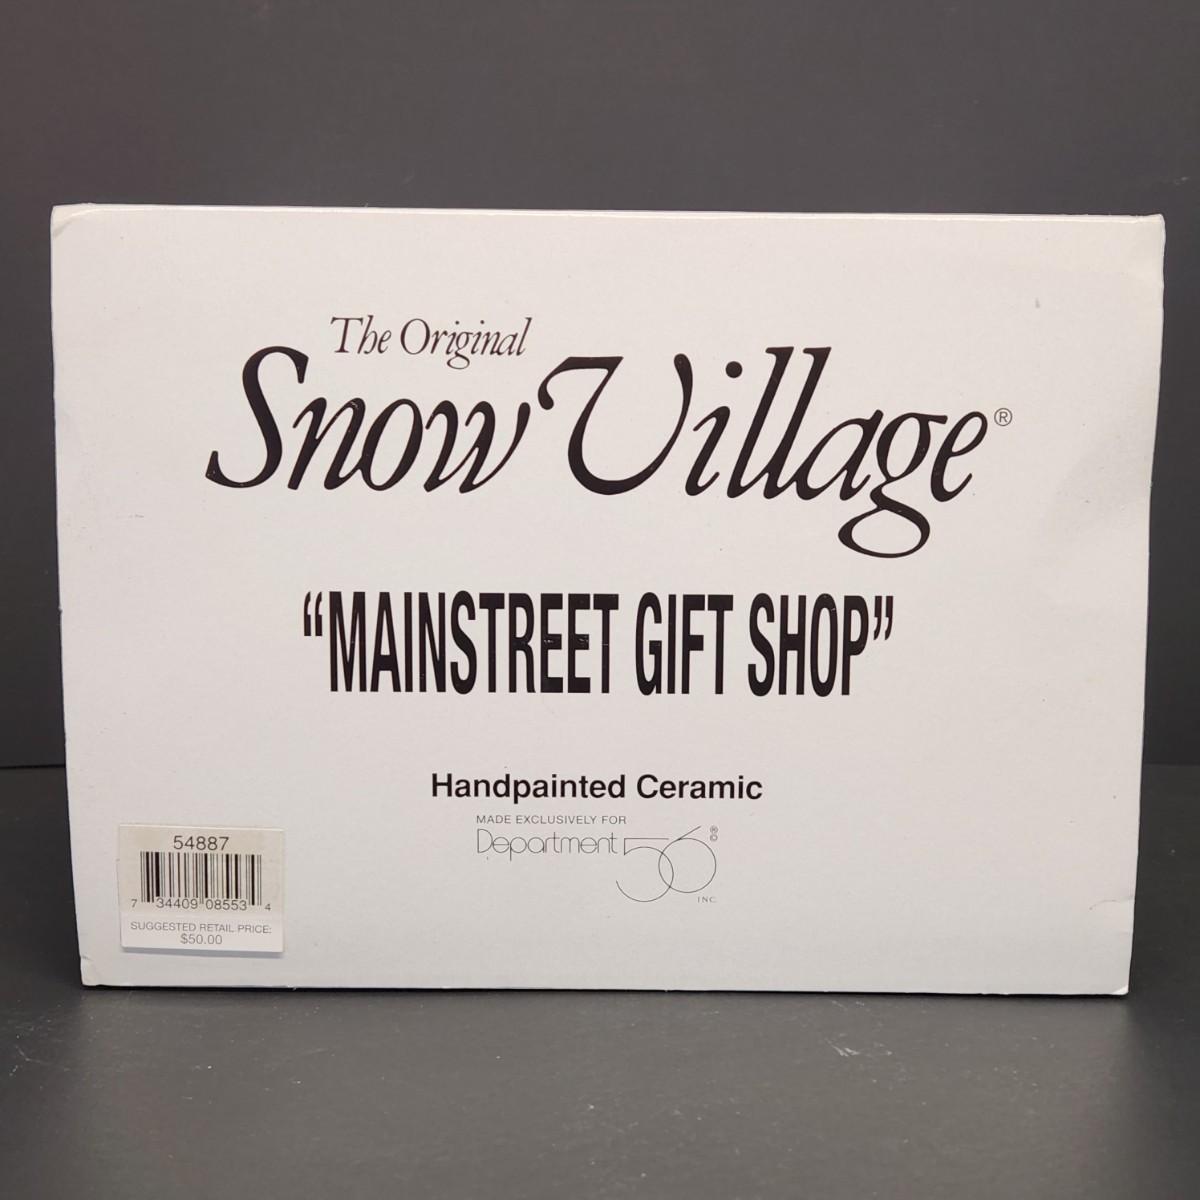 The Original
Snow Village®
“MAINSTREET GIFT SHOP”
Handpainted Ceramic
MADE EXCLUSIVELY FOR
Department 56 ®©
INC
54887
7 34409 08553 4
SUGGESTED RETAIL PRICE:
$50.00